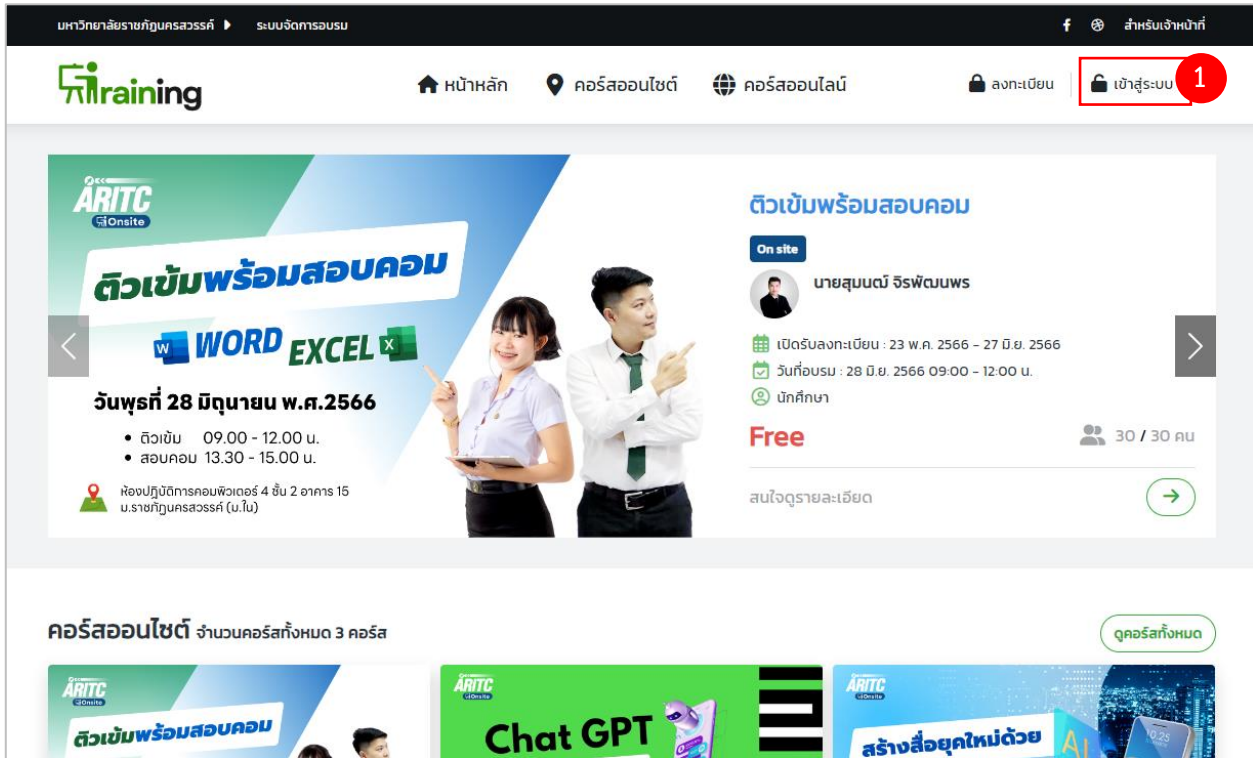 มหาวิทยาลัยราชภัฏนครสวรรค์
ระบบจัดการอบรม
สำหรับเจ้าหน้าที่
Training
หน้าหลัก
คอร์สออนไซต์
คอร์สออนไลน์
ลงทะเบียน
เข้าสู่ระบบ
1
ARITC
Onsite
ติวเข้มพร้อมสอบคอม
WORD EXCEL
วันพุธที่ 28 มิถุนายน พ.ศ.2566
• ติวเข้ม 09.00 - 12.00 น.
• สอบคอม 13.30 - 15.00 น.
ห้องปฏิบัติการคอมพิวเตอร์ 4 ชั้น 2 อาคาร 15
ม.ราชภัฏนครสวรรค์ (ม.ใน)
ติวเข้มพร้อมสอบคอม
On site
นายสุมนฒ์ จิรพัฒนพร
เปิดรับลงทะเบียน : 23 พ.ค. 2566 - 27 มิ.ย. 2566
วันที่อบรม : 28 มิ.ย. 2566 09:00 - 12:00 น.
นักศึกษา
Free
30 / 30 คน
สนใจดูรายละเอียด
คอร์สออนไซต์ จำนวนคอร์สทั้งหมด 3 คอร์ส
ดูคอร์สทั้งหมด
ARITC
Onsite
ติวเข้มพร้อมสอบคอม
ARITC
Onsite
Chat GPT
ARITC
Onsite
สร้างสื่อยุคใหม่ด้วย
AI
10:25